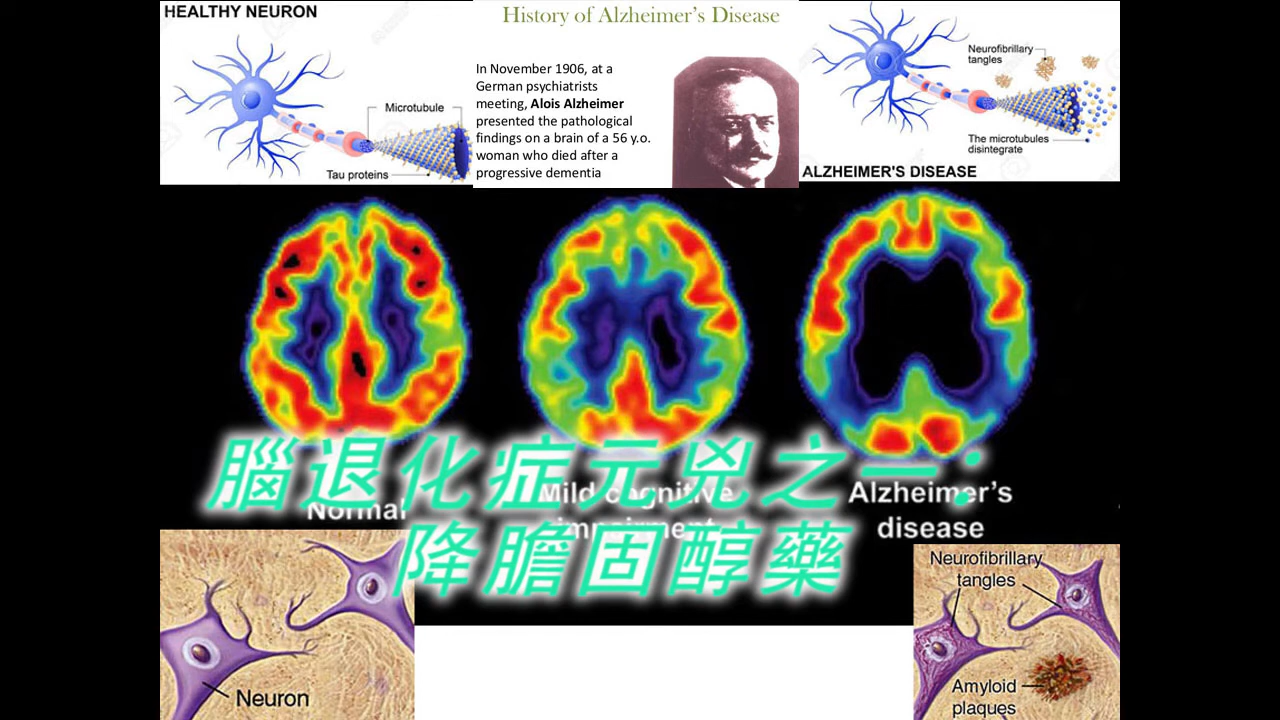 HEALTHY NEURON
Microtubule
Tau proteins
History of Alzheimer's Disease
In November 1906, at a
German psychiatrists
meeting, Alois Alzheimer
presented the pathological
findings on a brain of a 56 y.o.
woman who died after a
progressive dementia
Neurofibrillary
tangles
The microtubules
disintegrate
ALZHEIMER'S DISEASE
腦退化症元兇之一：
降膽固醇藥
Normal
Mild cognitive
impairment
Alzheimer's
disease
Neuron
Neurofibrillary
tangles
Amyloid
plaques